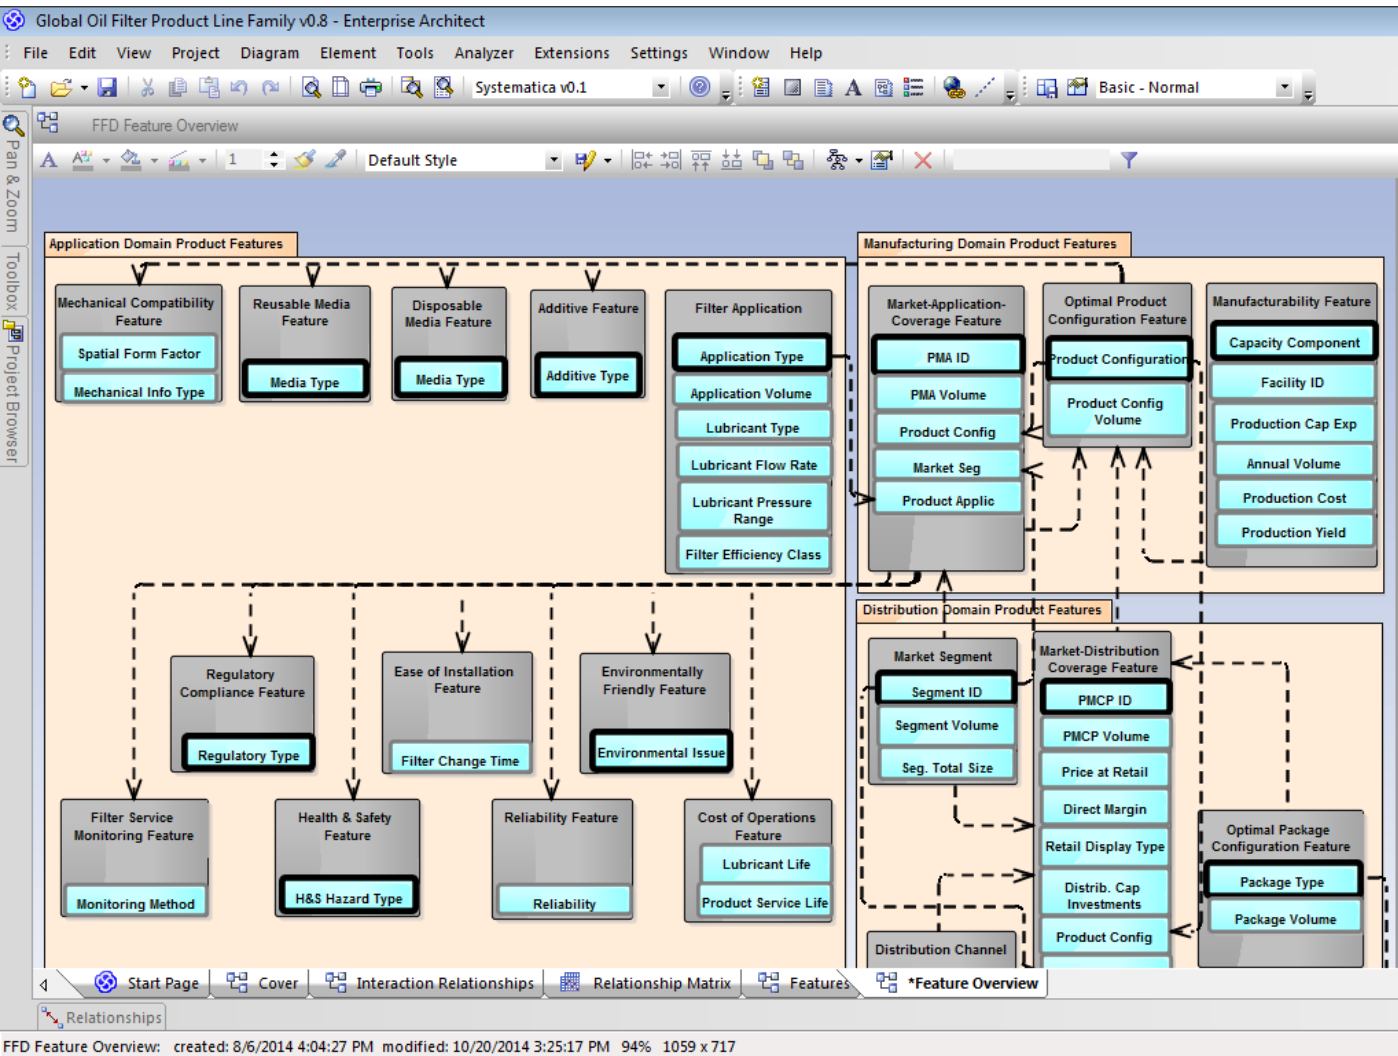 Global Oil Filter Product Line Family v0.8 - Enterprise Architect
File Edit View Project Diagram Element Tools Analyzer Extensions Settings Window Help
Systematica v0.1
Basic - Normal
FFD Feature Overview
1
Default Style
Pan & Zoom
Toolbox
Project Browser
Application Domain Product Features
Mechanical Compatibility
Feature
Spatial Form Factor
Mechanical Info Type
Reusable Media
Feature
Media Type
Disposable
Media Feature
Media Type
Additive Feature
Additive Type
Filter Application
Application Type
Application Volume
Lubricant Type
Lubricant Flow Rate
Lubricant Pressure
Range
Filter Efficiency Class
Regulatory
Compliance Feature
Regulatory Type
Ease of Installation
Feature
Filter Change Time
Environmentally
Friendly Feature
Environmental Issue
Filter Service
Monitoring Feature
Monitoring Method
Health & Safety
Feature
H&S Hazard Type
Reliability Feature
Reliability
Cost of Operations
Feature
Lubricant Life
Product Service Life
Manufacturing Domain Product Features
Market-Application-
Coverage Feature
PMA ID
PMA Volume
Product Config
Market Seg
Product Applic
Optimal Product
Configuration Feature
Product Configuration
Product Config
Volume
Manufacturability Feature
Capacity Component
Facility ID
Production Cap Exp
Annual Volume
Production Cost
Production Yield
Distribution Domain Product Features
Market Segment
Segment ID
Segment Volume
Seg. Total Size
Market-Distribution
Coverage Feature
PMCP ID
PMCP Volume
Price at Retail
Direct Margin
Retail Display Type
Distrib. Cap
Investments
Product Config
Optimal Package
Configuration Feature
Package Type
Package Volume
Distribution Channel
Start Page
Cover
Interaction Relationships
Relationship Matrix
Features
*Feature Overview
Relationships
FFD Feature Overview: created: 8/6/2014 4:04:27 PM modified: 10/20/2014 3:25:17 PM 94% 1059 x 717